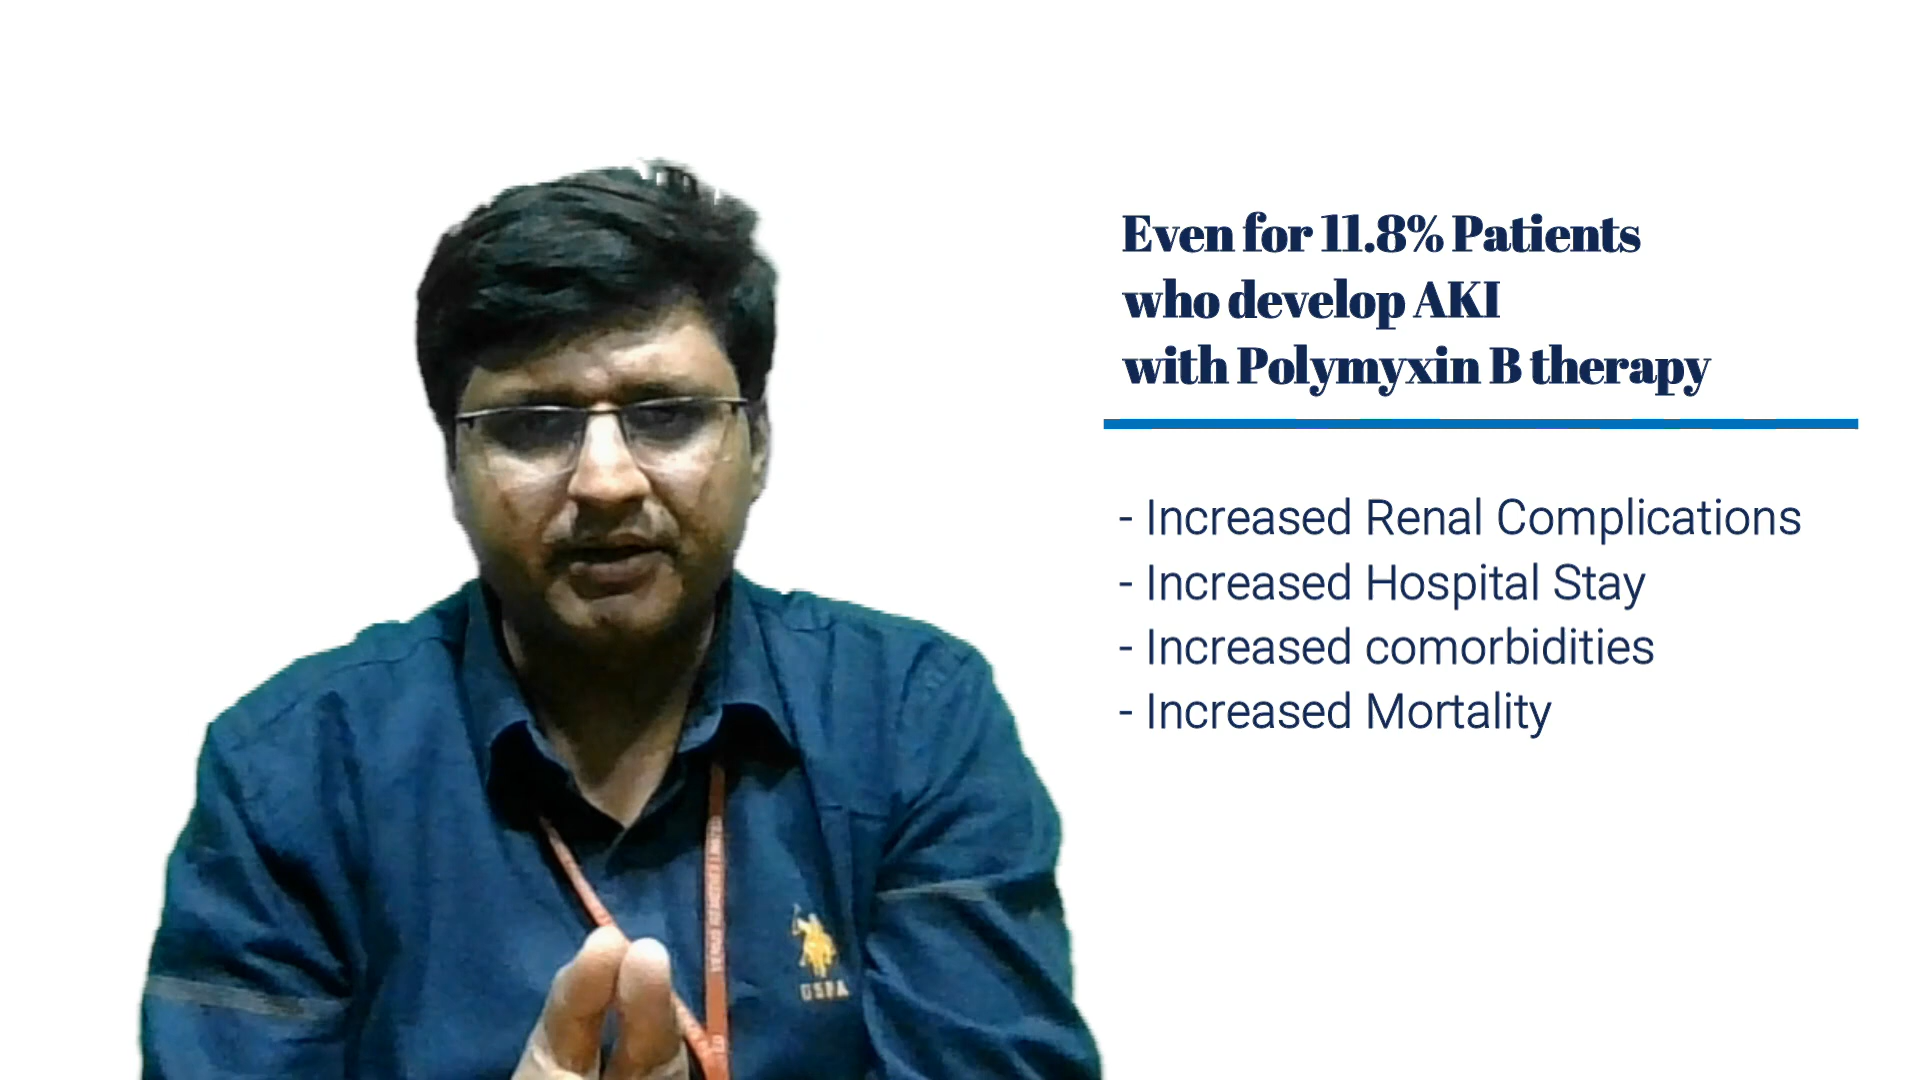 Even for 11.8% Patients
who develop AKI
with Polymyxin B therapy
- Increased Renal Complications
- Increased Hospital Stay
- Increased comorbidities
- Increased Mortality
USPA